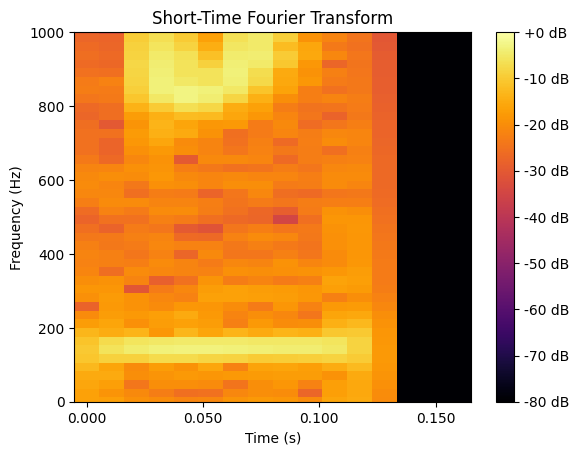 Short-Time Fourier Transform
1000
800
600
400
200
0
Frequency (Hz)
0.000
0.050
0.100
0.150
Time (s)
+0 dB
-10 dB
-20 dB
-30 dB
-40 dB
-50 dB
-60 dB
-70 dB
-80 dB